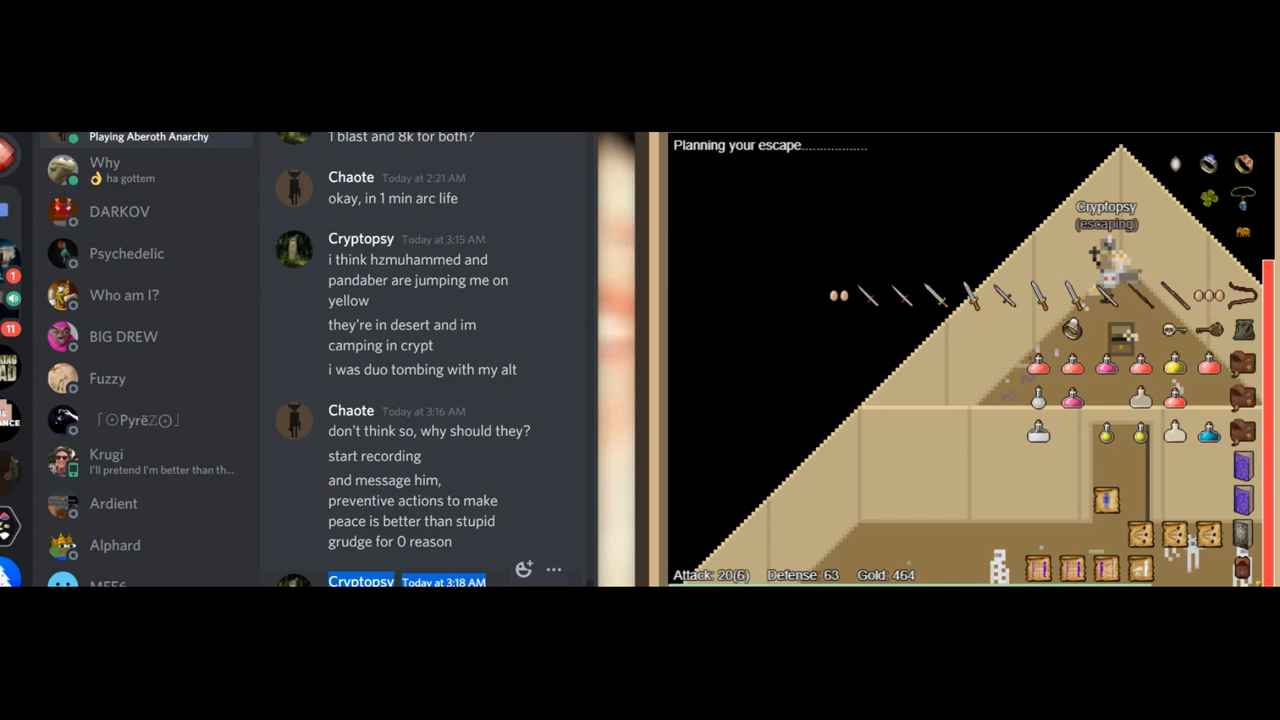 Playing Aberoth Anarchy
Why
👌 ha gottem
DARKOV
Psychedelic
Who am I?
BIG DREW
Fuzzy
「⊙Pyrëζ⊙」
Krugi
I'll pretend I'm better than th...
Ardient
Alphard
MEE6
1
11
1 blast and 8k for both?
Chaote Today at 2:21 AM
okay, in 1 min arc life
Cryptopsy Today at 3:15 AM
i think hzmuhammed and
pandaber are jumping me on
yellow
they're in desert and im
camping in crypt
i was duo tombing with my alt
Chaote Today at 3:16 AM
don't think so, why should they?
start recording
and message him,
preventive actions to make
peace is better than stupid
grudge for 0 reason
Cryptopsy Today at 3:18 AM
Planning your escape....................
Cryptopsy
(escaping)
Attack: 20(6) Defense: 63 Gold: 464